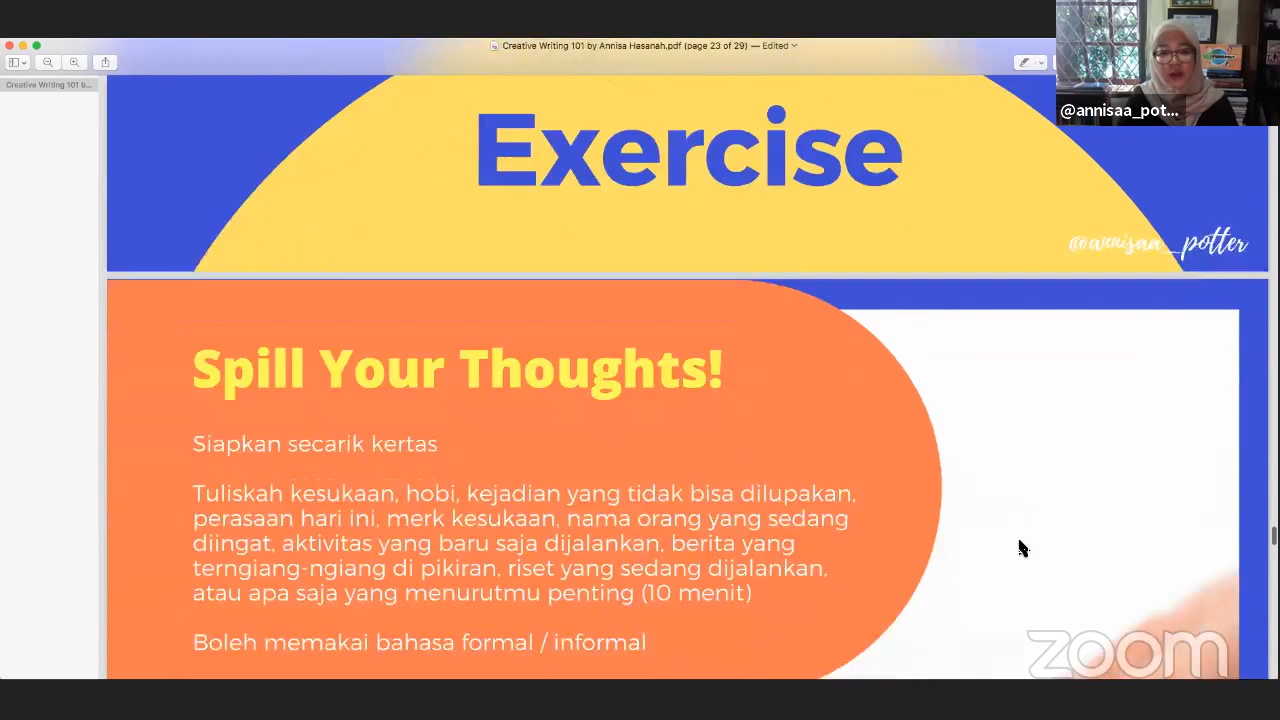 Creative Writing 101 by Annisa Hasanah.pdf (page 23 of 29) — Edited
Creative Writing 101 b...
@annisaa_pot...
Exercise
@annisaa_potter
Spill Your Thoughts!
Siapkan secarik kertas
Tuliskah kesukaan, hobi, kejadian yang tidak bisa dilupakan,
perasaan hari ini, merk kesukaan, nama orang yang sedang
diingat, aktivitas yang baru saja dijalankan, berita yang
terngiang-ngiang di pikiran, riset yang sedang dijalankan,
atau apa saja yang menurutmu penting (10 menit)
Boleh memakai bahasa formal / informal
zoom